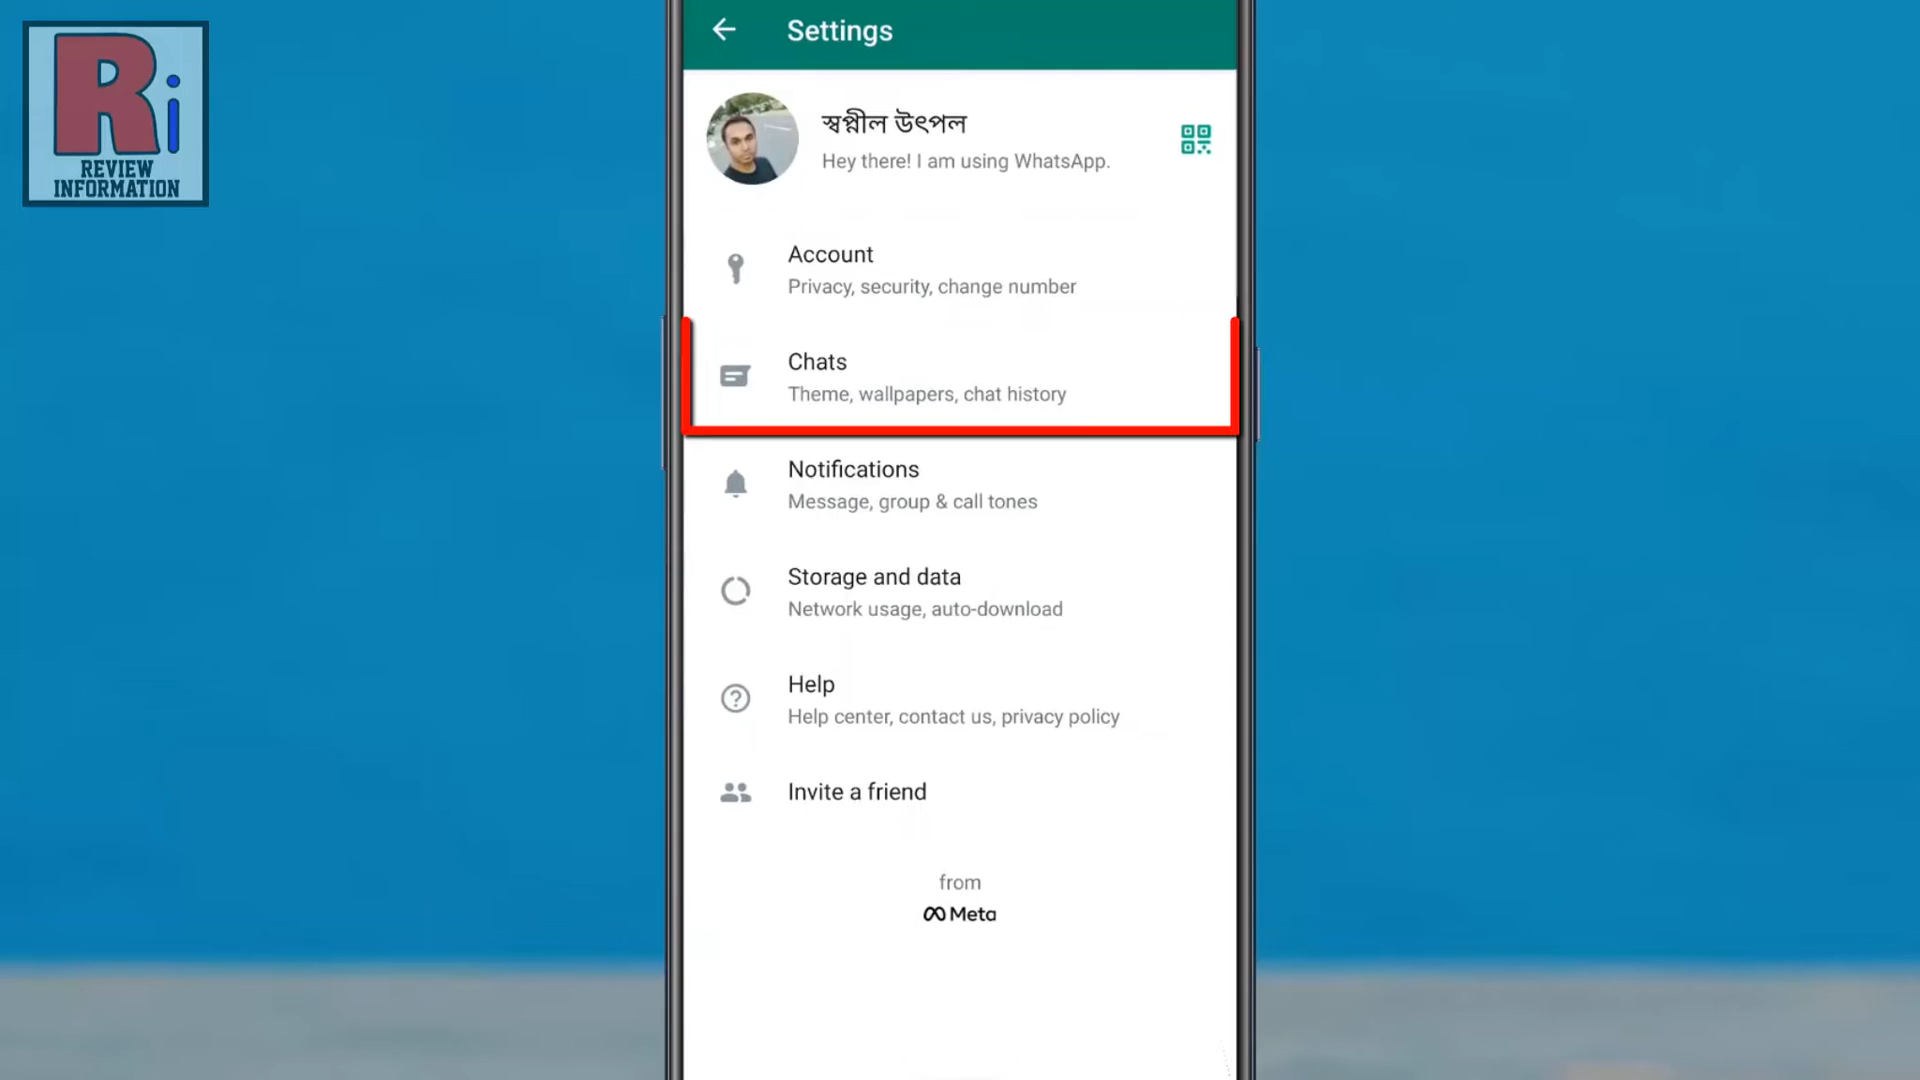 Ri
REVIEW
INFORMATION
Settings
স্বপ্নীল উৎপল
Hey there! I am using WhatsApp.
Account
Privacy, security, change number
Chats
Theme, wallpapers, chat history
Notifications
Message, group & call tones
Storage and data
Network usage, auto-download
Help
Help center, contact us, privacy policy
Invite a friend
from
Meta